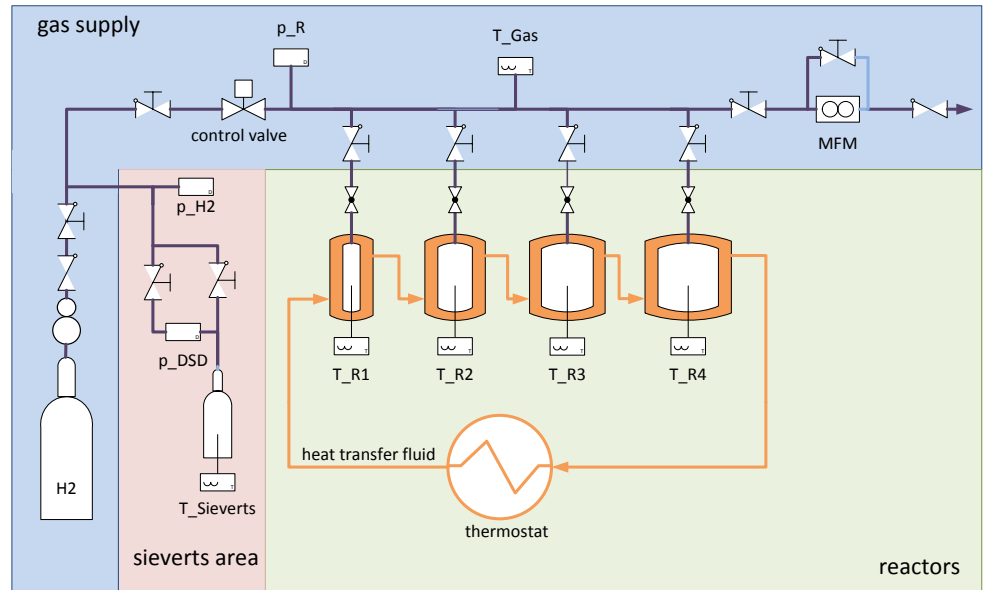 gas supply
p_R
T_Gas
D
T
control valve
MFM
p_H2
D
p_DSD
D
T_Sieverts
T
H2
sieverts area
T_R1
T
T_R2
T
T_R3
T
T_R4
T
heat transfer fluid
thermostat
reactors